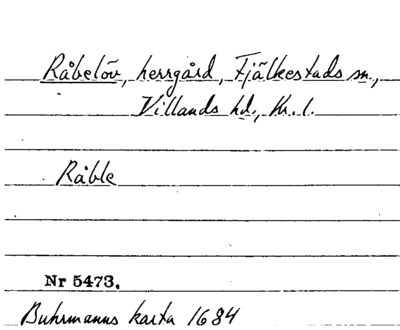 Råbelöv, herrgård, Fjälkestads sn.,
Villands hd., Kr. l.
Råble
Nr 5473.
Buhrmanns karta 1684